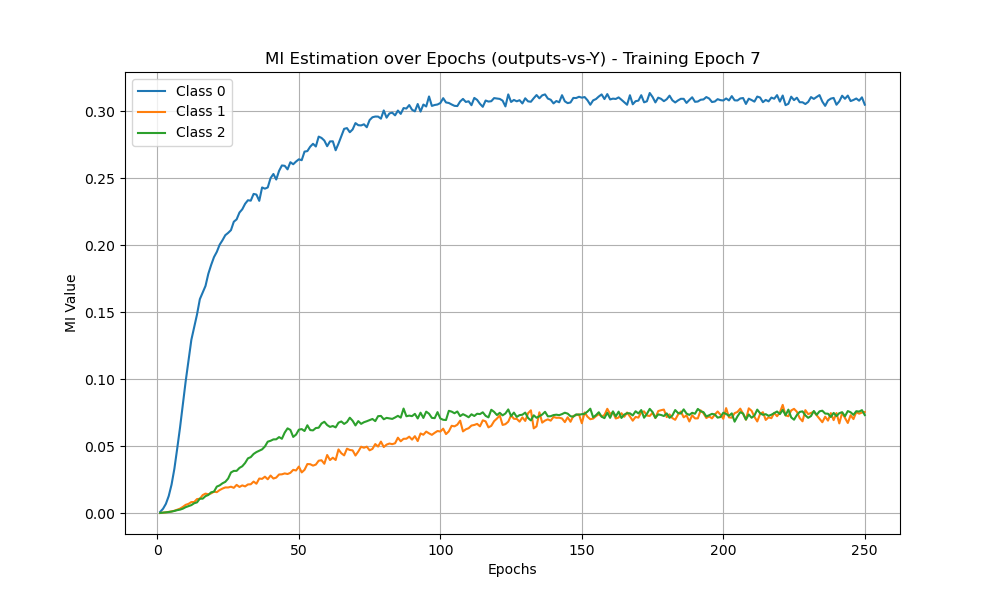 MI Estimation over Epochs (outputs-vs-Y) - Training Epoch 7
Class 0
Class 1
Class 2
0.30
0.25
0.20
0.15
0.10
0.05
0.00
MI Value
0
50
100
150
200
250
Epochs